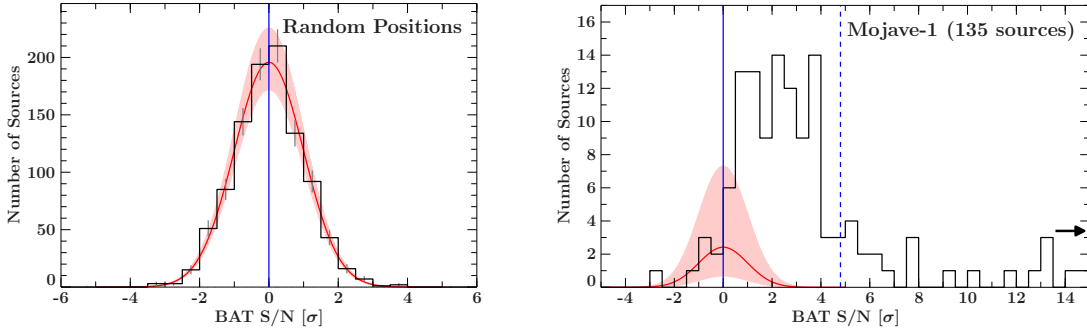 Random Positions
Number of Sources
200
150
100
50
0
-6 -4 -2 0 2 4 6
BAT S/N [σ]
Mojave-1 (135 sources)
Number of Sources
16
14
12
10
8
6
4
2
0
-4 -2 0 2 4 6 8 10 12 14
BAT S/N [σ]